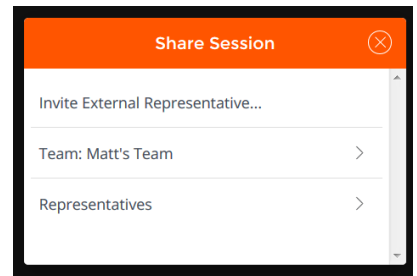 Share Session
Invite External Representative...
Team: Matt's Team
Representatives